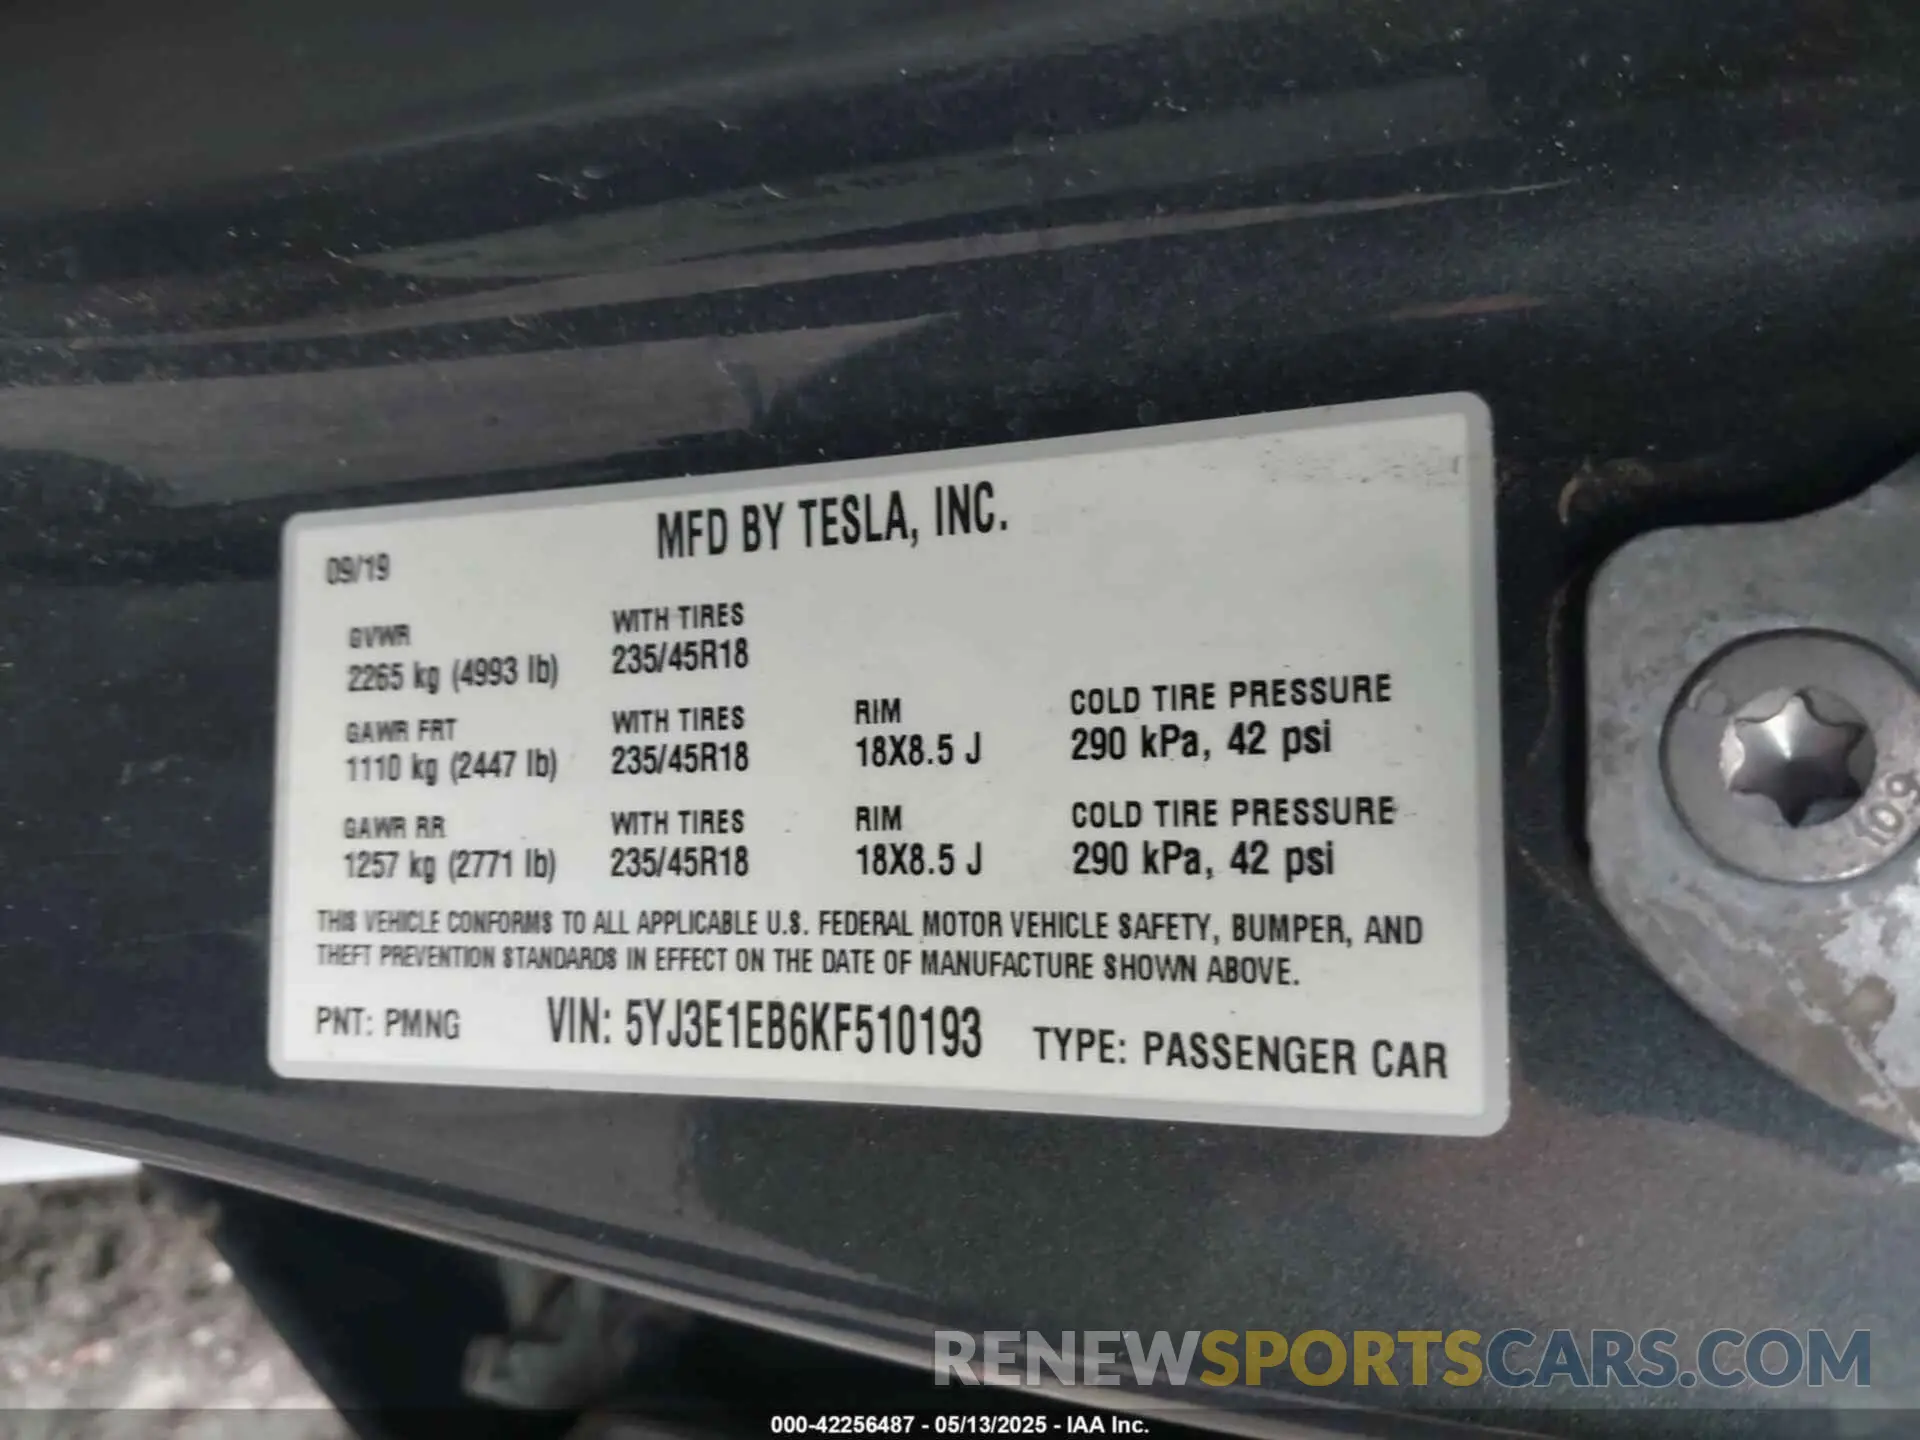 MFD BY TESLA, INC.
09/19
GVWR
2265 kg (4993 lb)
WITH TIRES
235/45R18
GAWR FRT
1110 kg (2447 lb)
WITH TIRES
235/45R18
RIM
18X8.5 J
COLD TIRE PRESSURE
290 kPa, 42 psi
GAWR RR
1257 kg (2771 lb)
WITH TIRES
235/45R18
RIM
18X8.5 J
COLD TIRE PRESSURE
290 kPa, 42 psi
THIS VEHICLE CONFORMS TO ALL APPLICABLE U.S. FEDERAL MOTOR VEHICLE SAFETY, BUMPER, AND
THEFT PREVENTION STANDARDS IN EFFECT ON THE DATE OF MANUFACTURE SHOWN ABOVE.
PNT: PMNG VIN: 5YJ3E1EB6KF510193 TYPE: PASSENGER CAR
109
RENEWSPORTSCARS.COM
000-42256487 - 05/13/2025 - IAA Inc.